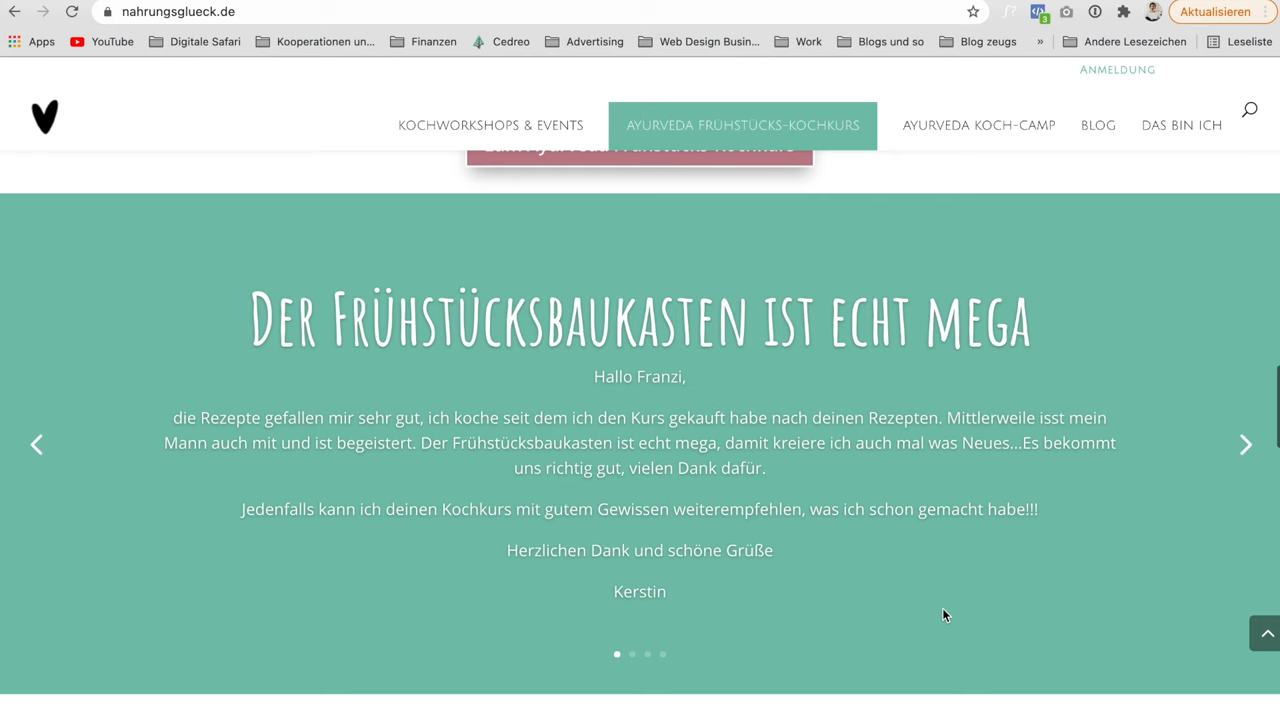 nahrungsglueck.de
3
Aktualisieren
Apps YouTube Digitale Safari Kooperationen un... Finanzen Cedreo Advertising Web Design Busin... Work Blogs und so Blog zeugs » Andere Lesezeichen Leseliste
ANMELDUNG
KOCHWORKSHOPS & EVENTS AYURVEDA FRÜHSTÜCKS-KOCHKURS AYURVEDA KOCH-CAMP BLOG DAS BIN ICH
Der Frühstücksbaukasten ist echt mega
Hallo Franzi,
die Rezepte gefallen mir sehr gut, ich koche seit dem ich den Kurs gekauft habe nach deinen Rezepten. Mittlerweile isst mein
Mann auch mit und ist begeistert. Der Frühstücksbaukasten ist echt mega, damit kreiere ich auch mal was Neues...Es bekommt
uns richtig gut, vielen Dank dafür.
Jedenfalls kann ich deinen Kochkurs mit gutem Gewissen weiterempfehlen, was ich schon gemacht habe!!!
Herzlichen Dank und schöne Grüße
Kerstin